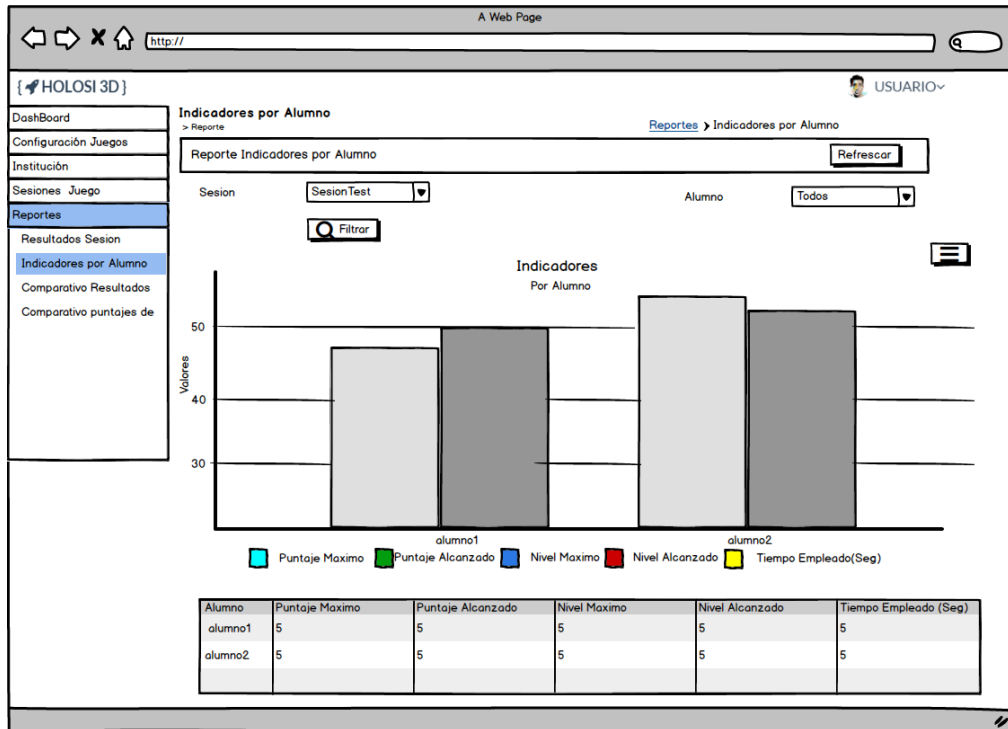 A Web Page
http://
{ HOLOSI 3D }
USUARIO
DashBoard
Configuración Juegos
Institución
Sesiones Juego
Reportes
Resultados Sesion
Indicadores por Alumno
Comparativo Resultados
Comparativo puntajes de
Indicadores por Alumno
> Reporte
Reportes > Indicadores por Alumno
Reporte Indicadores por Alumno
Refrescar
Sesion
SesionTest
Alumno
Todos
Filtrar
Indicadores
Por Alumno
Valores
50
40
30
alumno1 alumno2
Puntaje Maximo Puntaje Alcanzado Nivel Maximo Nivel Alcanzado Tiempo Empleado(Seg)
Alumno Puntaje Maximo Puntaje Alcanzado Nivel Maximo Nivel Alcanzado Tiempo Empleado (Seg)
alumno1 5 5 5 5 5
alumno2 5 5 5 5 5